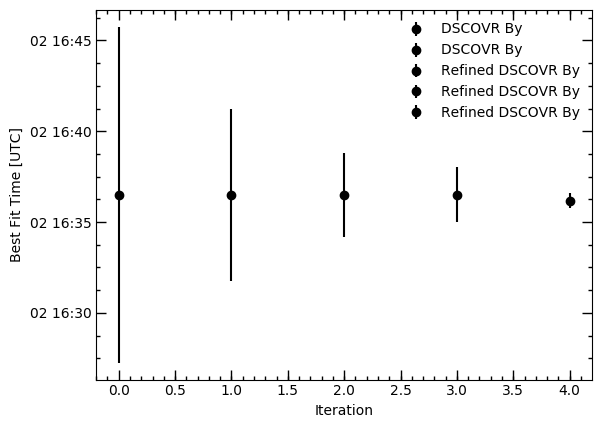 DSCOVR By
DSCOVR By
Refined DSCOVR By
Refined DSCOVR By
Refined DSCOVR By
02 16:45
02 16:40
02 16:35
02 16:30
Best Fit Time [UTC]
0.0 0.5 1.0 1.5 2.0 2.5 3.0 3.5 4.0
Iteration